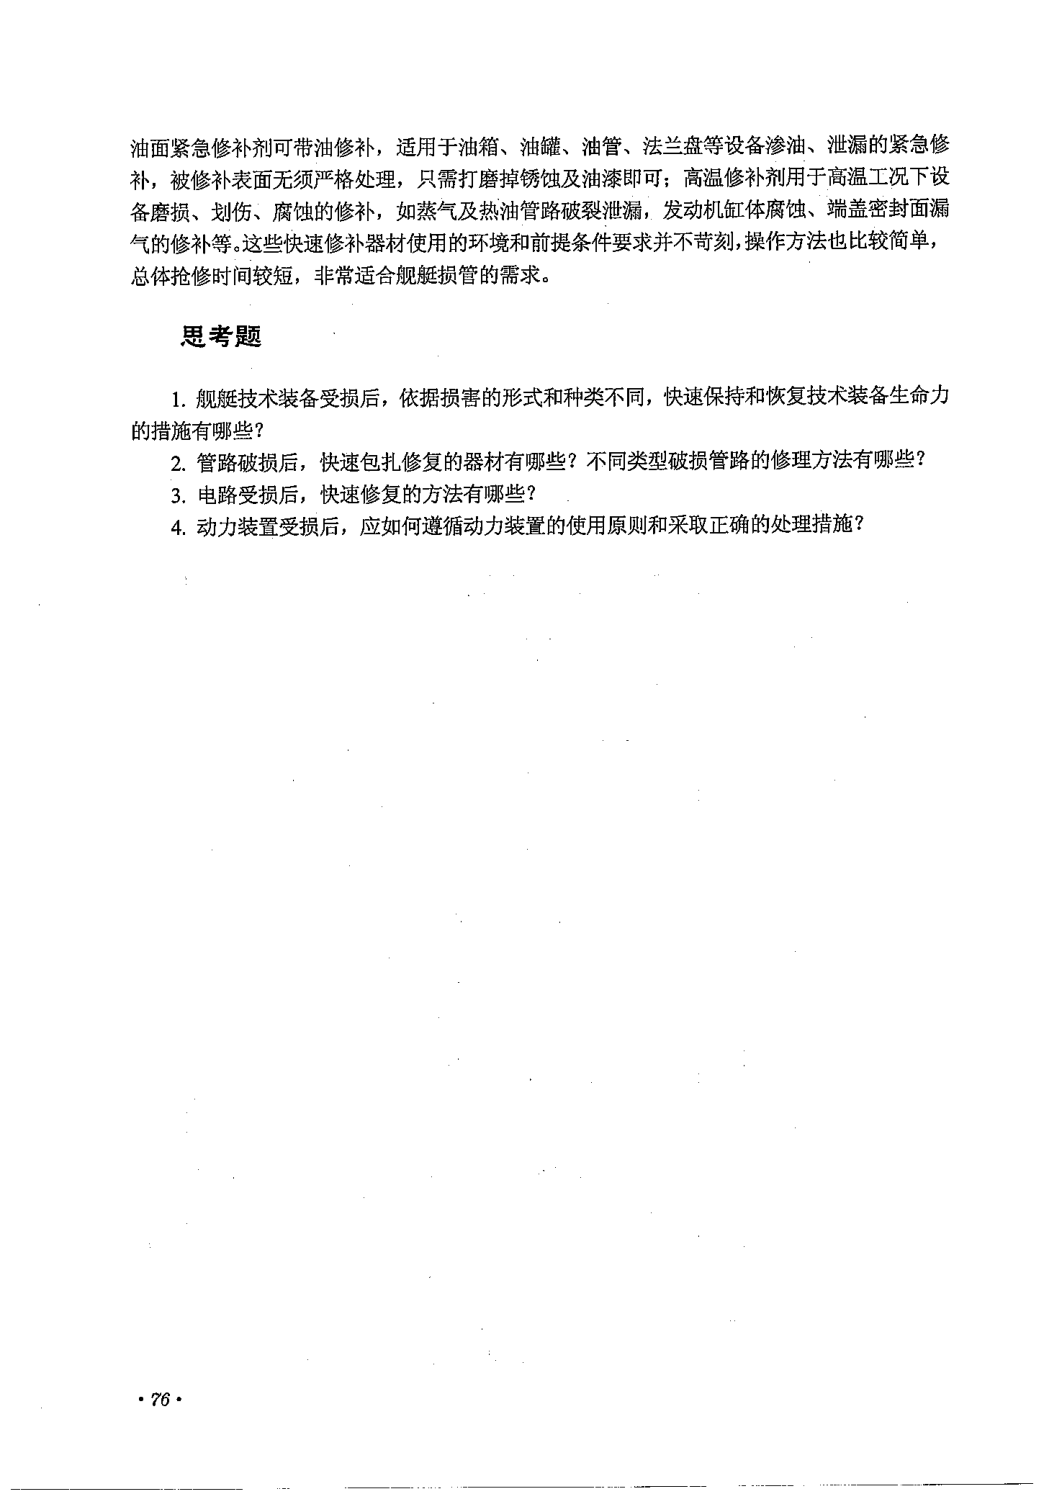 油面紧急修补剂可带油修补，适用于油箱、油罐、油管、法兰盘等设备渗油、泄漏的紧急修
补，被修补表面无须严格处理，只需打磨掉锈蚀及油漆即可；高温修补剂用于高温工况下设
备磨损、划伤、腐蚀的修补，如蒸气及热油管路破裂泄漏，发动机缸体腐蚀、端盖密封面漏
气的修补等。这些快速修补器材使用的环境和前提条件要求并不苛刻，操作方法也比较简单，
总体抢修时间较短，非常适合舰艇损管的需求。
思考题
1. 舰艇技术装备受损后，依据损害的形式和种类不同，快速保持和恢复技术装备生命力
的措施有哪些？
2. 管路破损后，快速包扎修复的器材有哪些？不同类型破损管路的修理方法有哪些？
3. 电路受损后，快速修复的方法有哪些？
4. 动力装置受损后，应如何遵循动力装置的使用原则和采取正确的处理措施？
·76·